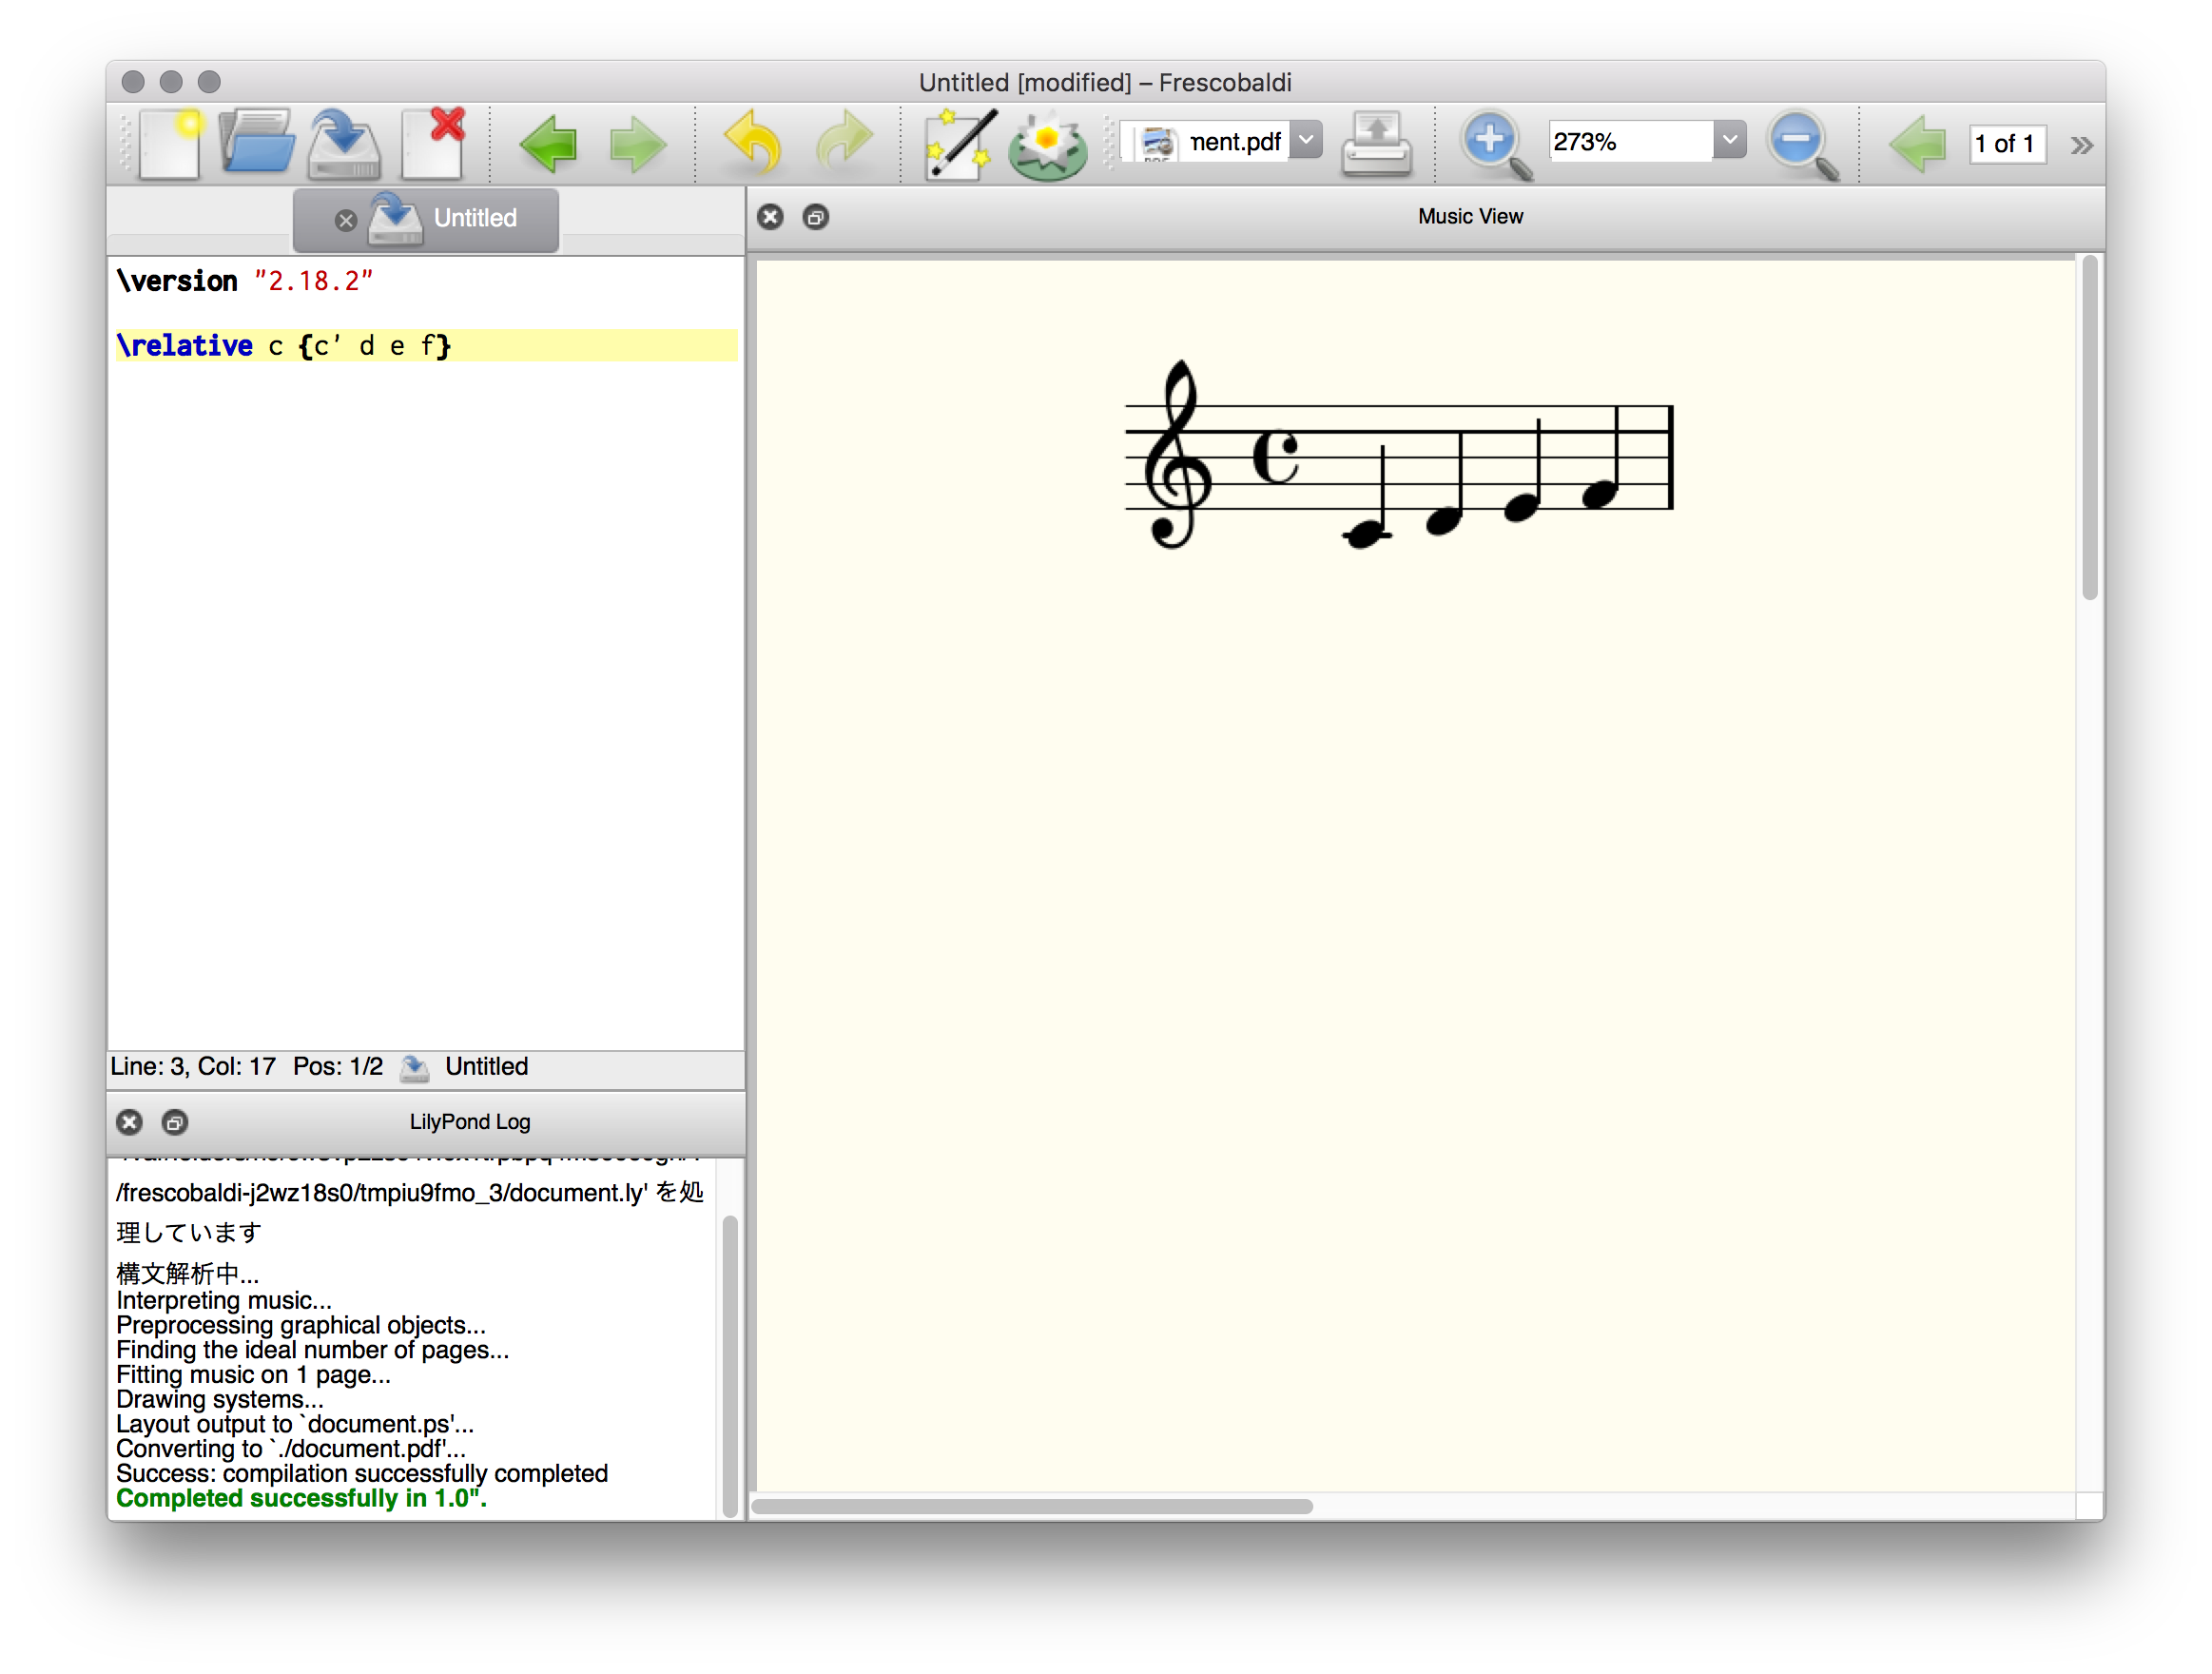 Untitled [modified] – Frescobaldi
ment.pdf
273%
1 of 1
Untitled
Music View
\version "2.18.2"
\relative c {c' d e f}
Line: 3, Col: 17 Pos: 1/2 Untitled
LilyPond Log
/frescobaldi-j2wz18s0/tmpiu9fmo_3/document.ly' を処
理しています
構文解析中...
Interpreting music...
Preprocessing graphical objects...
Finding the ideal number of pages...
Fitting music on 1 page...
Drawing systems...
Layout output to `document.ps'...
Converting to `./document.pdf'...
Success: compilation successfully completed
Completed successfully in 1.0".